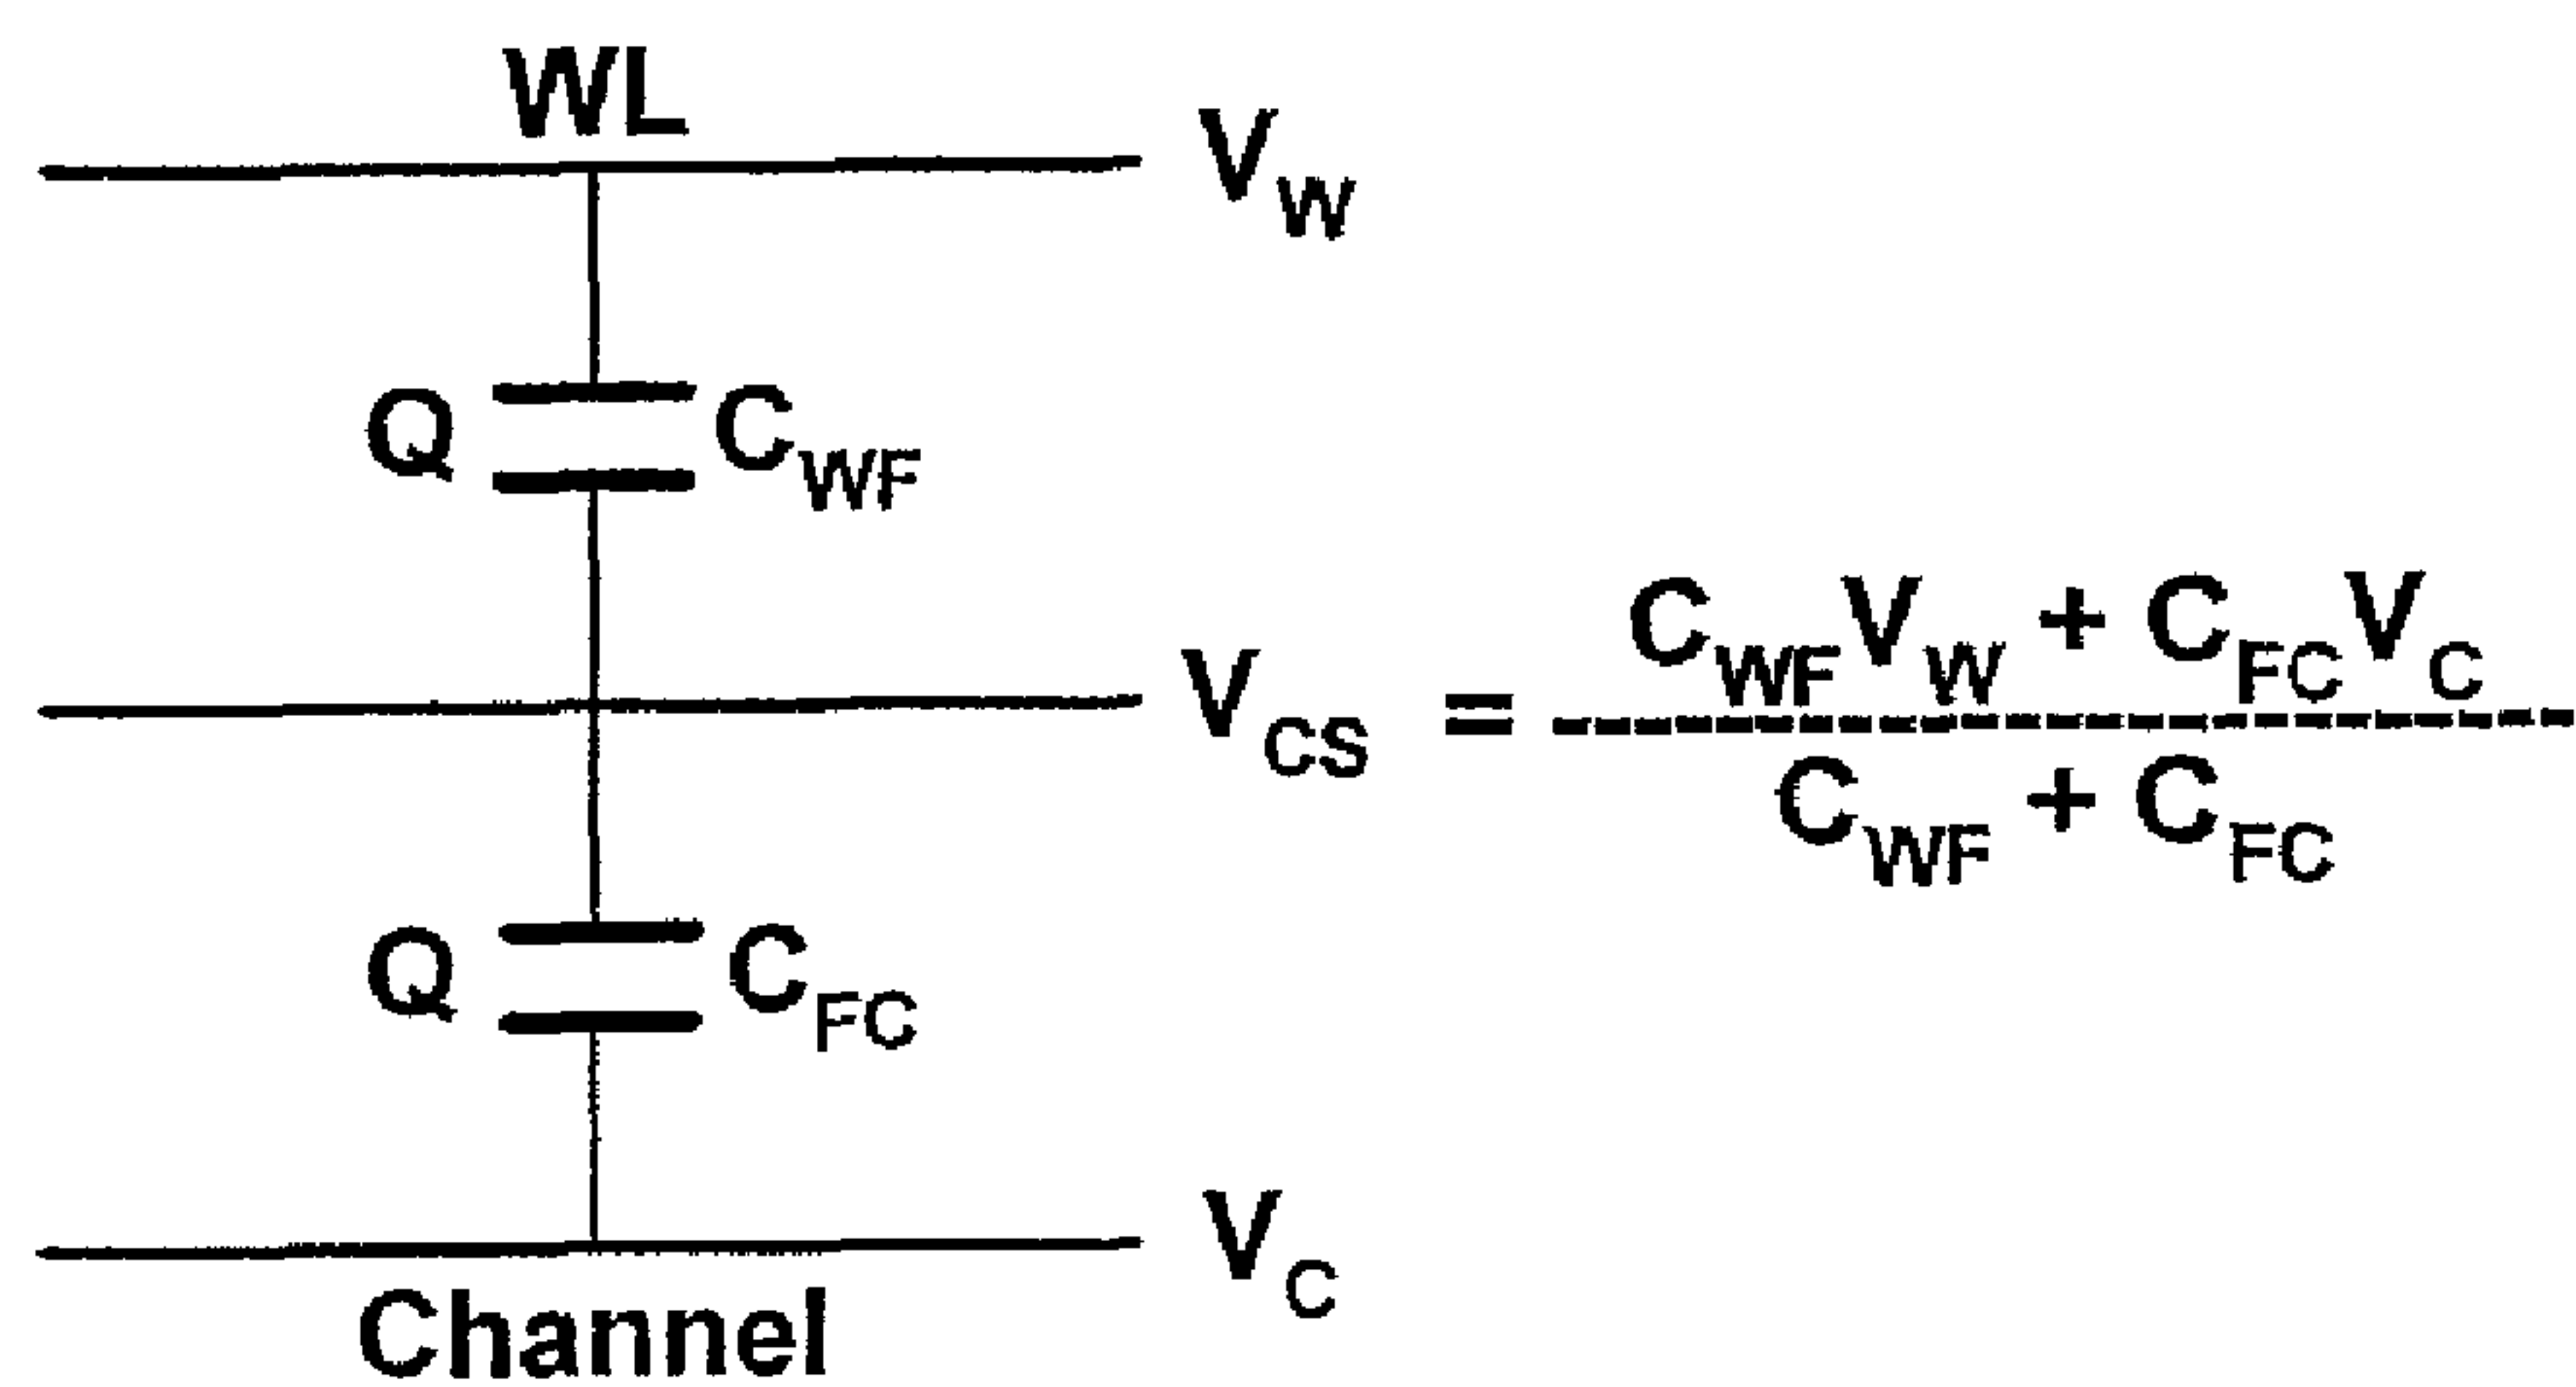 WL
V_W
Q C_WF
C_WF V_W + C_FC V_C
V_CS = --------------------------
C_WF + C_FC
Q C_FC
V_C
Channel